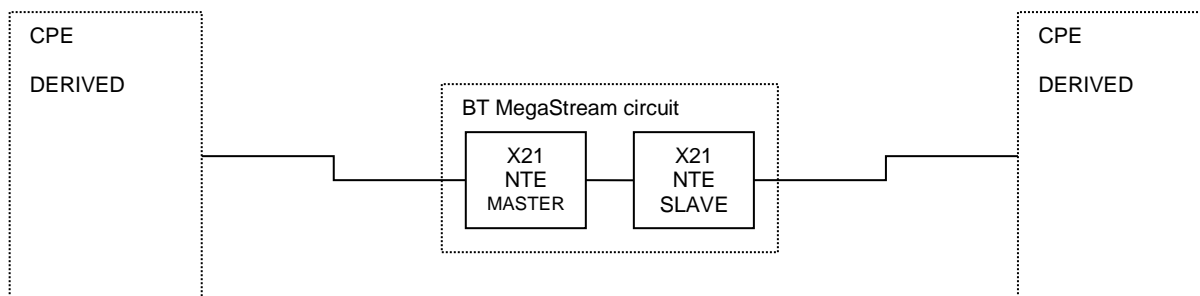 CPE
DERIVED
BT MegaStream circuit
X21
NTE
MASTER
X21
NTE
SLAVE
CPE
DERIVED